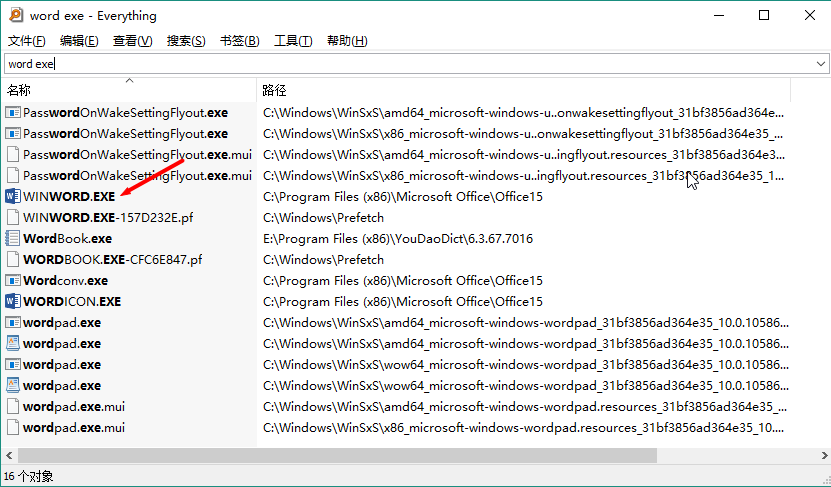 word exe - Everything
文件(F) 编辑(E) 查看(V) 搜索(S) 书签(B) 工具(T) 帮助(H)
word exe
名称 路径
PasswordOnWakeSettingFlyout.exe C:\Windows\WinSxS\amd64_microsoft-windows-u..onwakesettingflyout_31bf3856ad364e...
PasswordOnWakeSettingFlyout.exe C:\Windows\WinSxS\x86_microsoft-windows-u..onwakesettingflyout_31bf3856ad364e35_...
PasswordOnWakeSettingFlyout.exe.mui C:\Windows\WinSxS\amd64_microsoft-windows-u..ingflyout.resources_31bf3856ad364e3...
PasswordOnWakeSettingFlyout.exe.mui C:\Windows\WinSxS\x86_microsoft-windows-u..ingflyout.resources_31bf3856ad364e35_1...
WINWORD.EXE C:\Program Files (x86)\Microsoft Office\Office15
WINWORD.EXE-157D232E.pf C:\Windows\Prefetch
WordBook.exe E:\Program Files (x86)\YouDaoDict\6.3.67.7016
WORDBOOK.EXE-CFC6E847.pf C:\Windows\Prefetch
Wordconv.exe C:\Program Files (x86)\Microsoft Office\Office15
WORDICON.EXE C:\Program Files (x86)\Microsoft Office\Office15
wordpad.exe C:\Windows\WinSxS\amd64_microsoft-windows-wordpad_31bf3856ad364e35_10.0.10586...
wordpad.exe C:\Windows\WinSxS\amd64_microsoft-windows-wordpad_31bf3856ad364e35_10.0.10586...
wordpad.exe C:\Windows\WinSxS\wow64_microsoft-windows-wordpad_31bf3856ad364e35_10.0.10586...
wordpad.exe C:\Windows\WinSxS\wow64_microsoft-windows-wordpad_31bf3856ad364e35_10.0.10586...
wordpad.exe.mui C:\Windows\WinSxS\amd64_microsoft-windows-wordpad.resources_31bf3856ad364e35_...
wordpad.exe.mui C:\Windows\WinSxS\x86_microsoft-windows-wordpad.resources_31bf3856ad364e35_10....
16 个对象